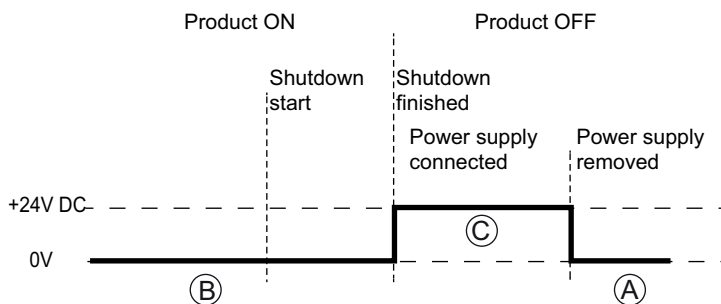 Product ON
Product OFF
Shutdown
start
Shutdown
finished
Power supply
connected
Power supply
removed
+24V DC
C
0V
B
A